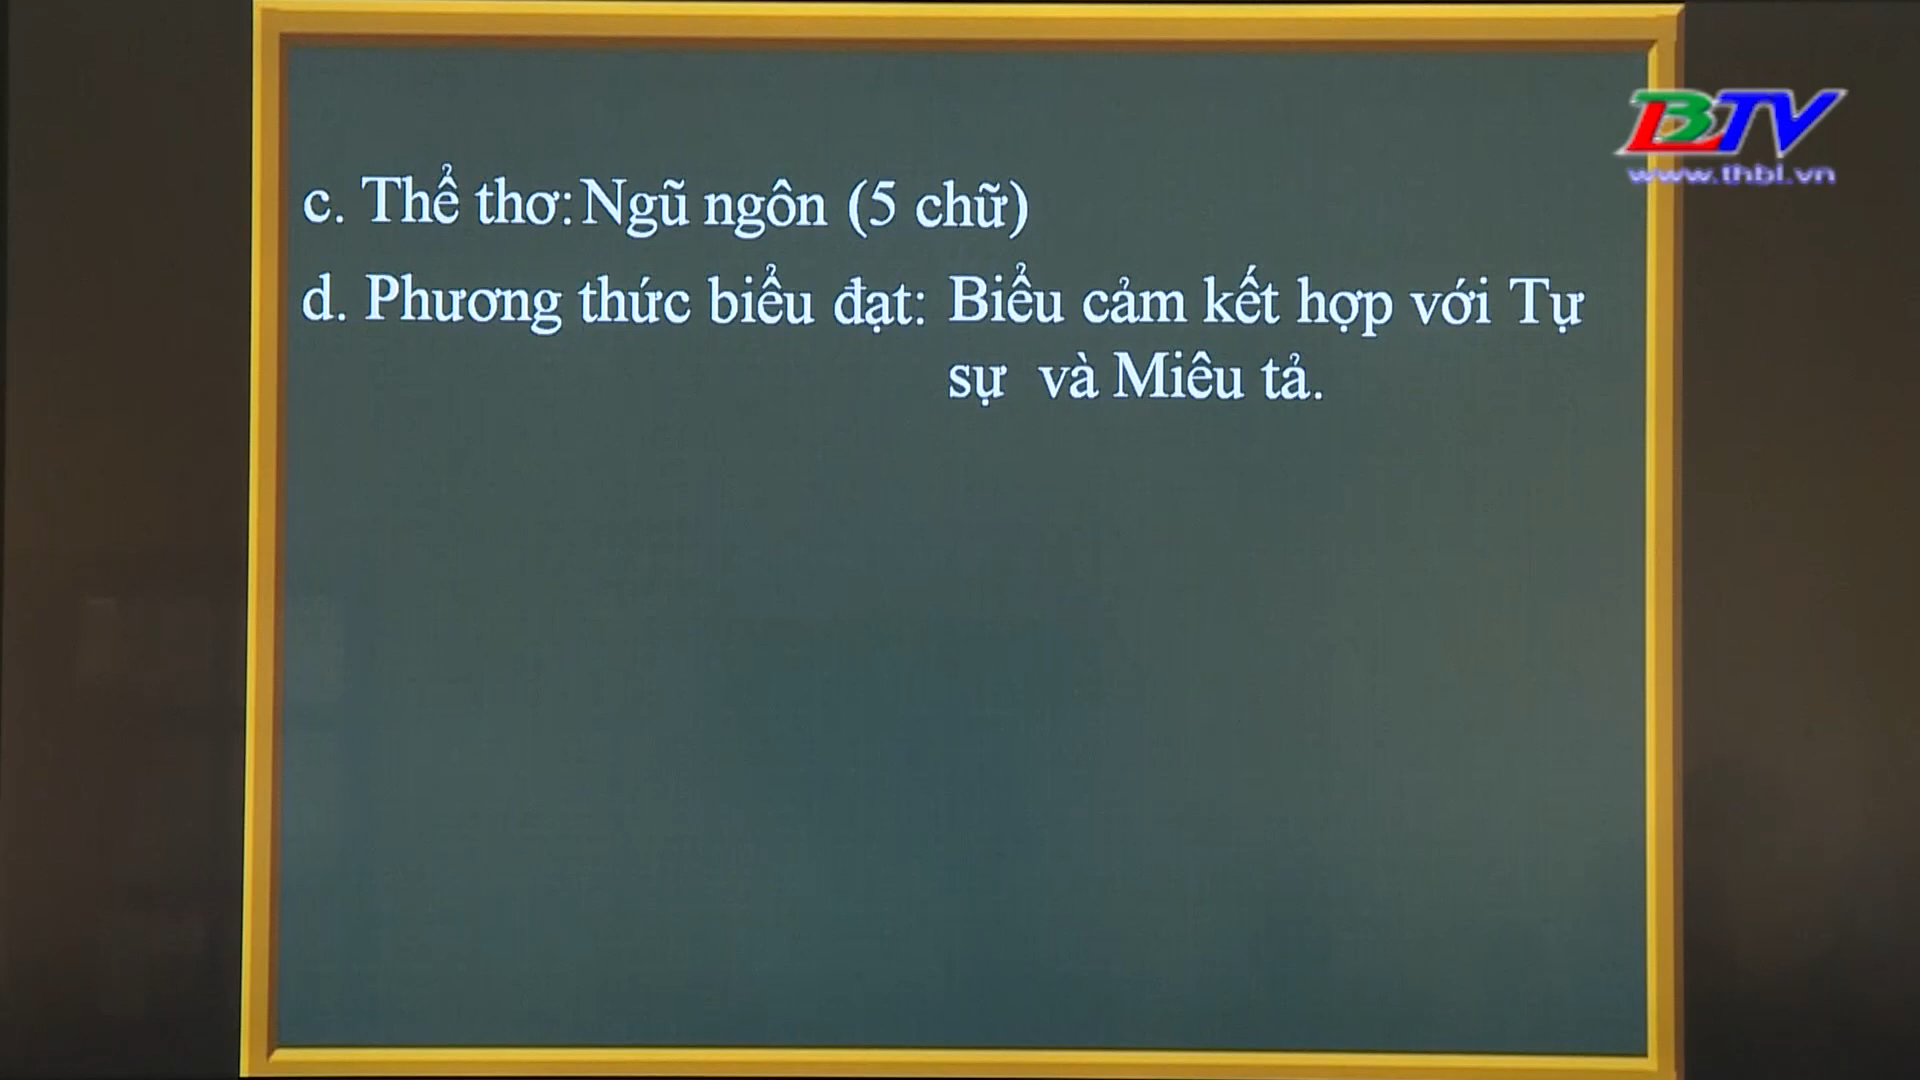 BTV
www.thbl.vn
c. Thể thơ: Ngũ ngôn (5 chữ)
d. Phương thức biểu đạt: Biểu cảm kết hợp với Tự
sự và Miêu tả.